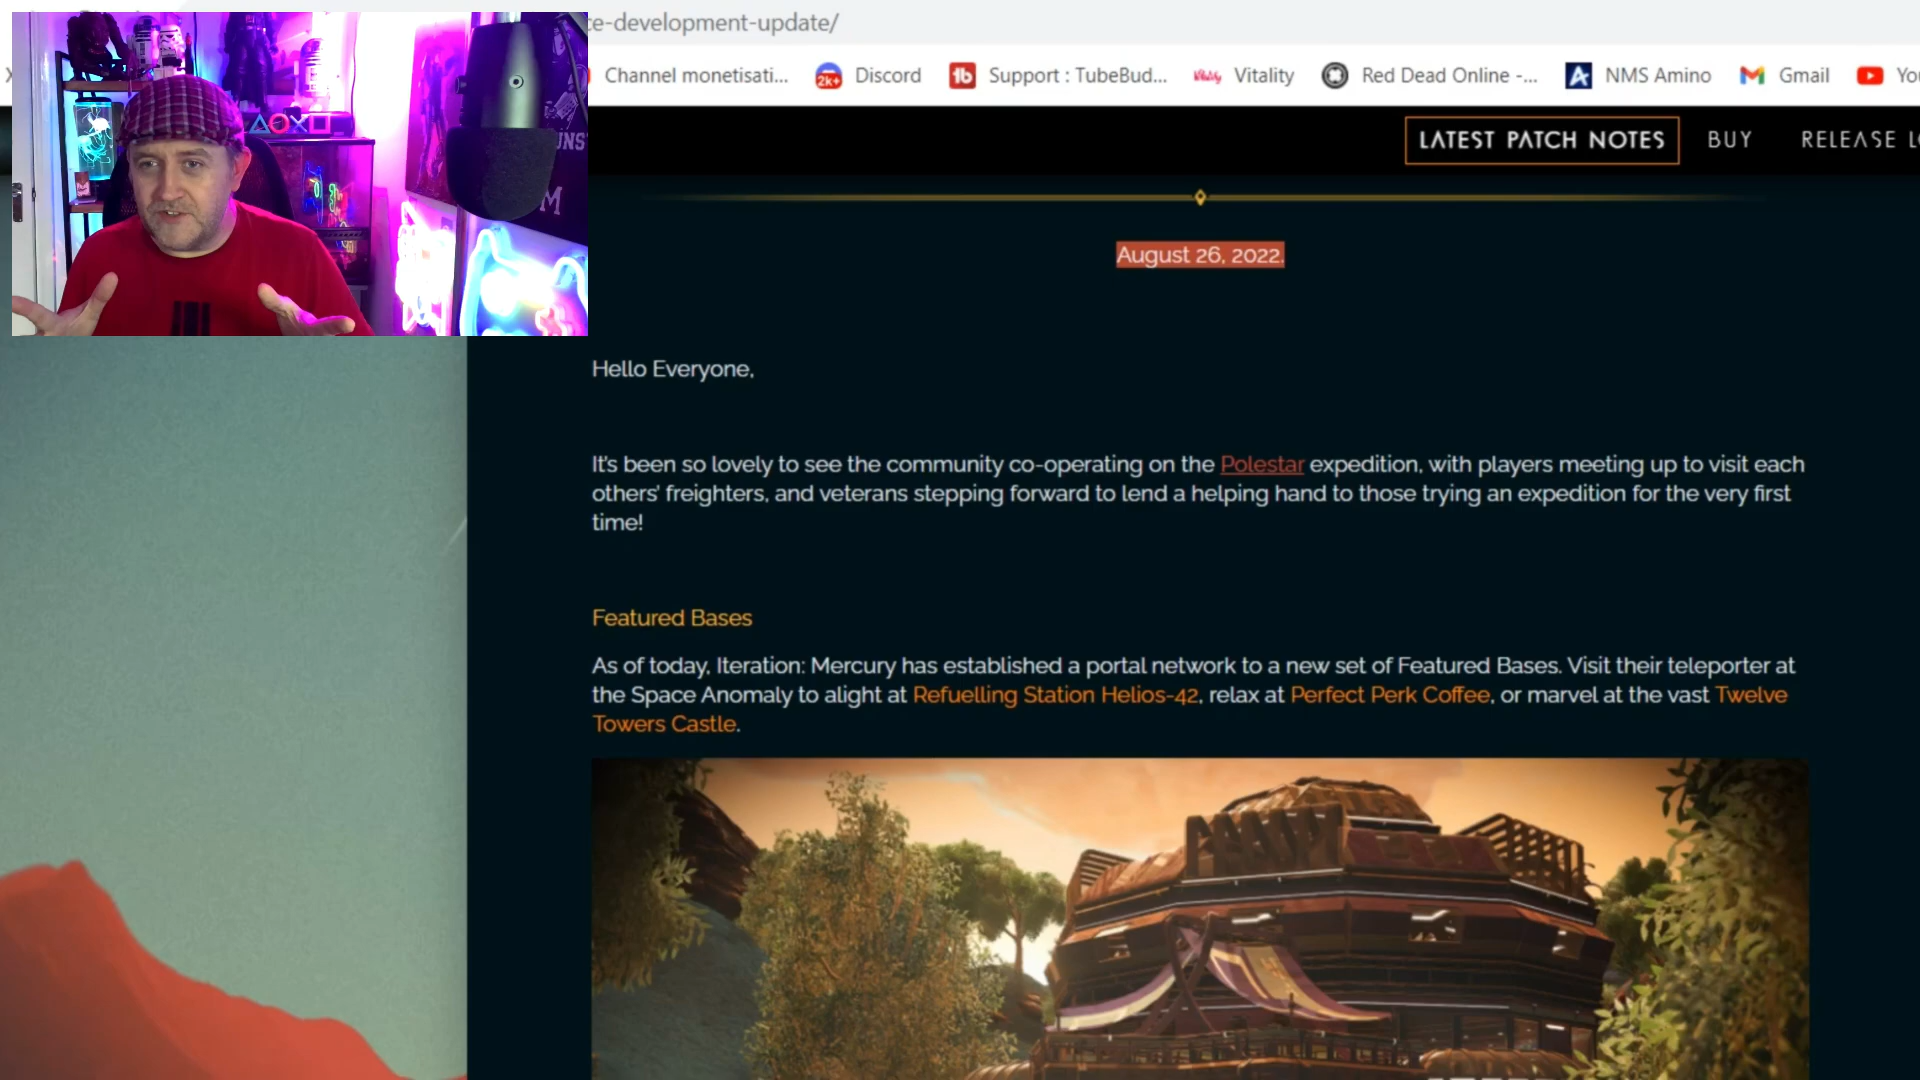 ce-development-update/
Channel monetisati...
2k+
Discord
Support : TubeBud...
Vitality
Red Dead Online -...
NMS Amino
Gmail
LATEST PATCH NOTES
BUY
August 26, 2022.
Hello Everyone,
It's been so lovely to see the community co-operating on the Polestar expedition, with players meeting up to visit each
others' freighters, and veterans stepping forward to lend a helping hand to those trying an expedition for the very first
time!
Featured Bases
As of today, Iteration: Mercury has established a portal network to a new set of Featured Bases. Visit their teleporter at
the Space Anomaly to alight at Refuelling Station Helios-42, relax at Perfect Perk Coffee, or marvel at the vast Twelve
Towers Castle.